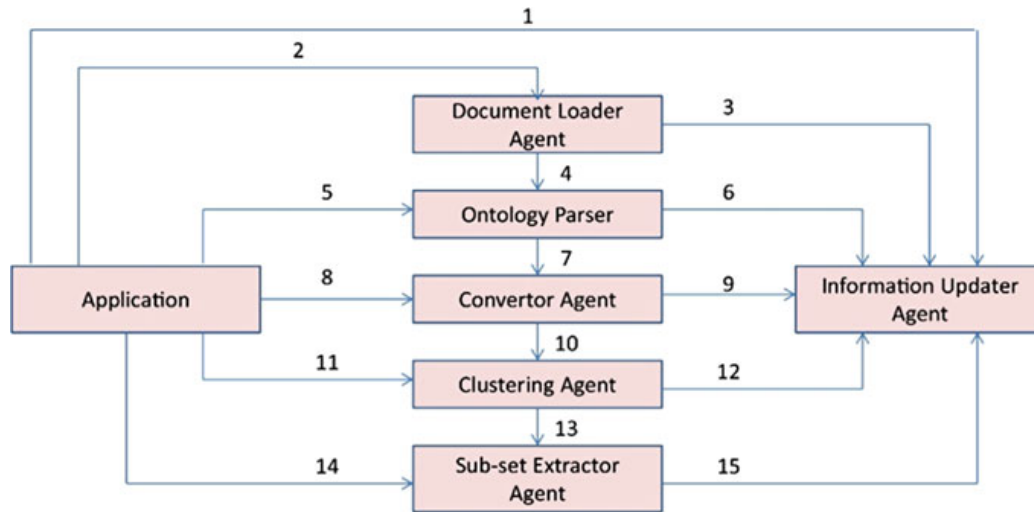 1
2
Document Loader
Agent
3
4
5
Ontology Parser
6
7
Application
8
Convertor Agent
9
Information Updater
Agent
10
11
Clustering Agent
12
13
14
Sub-set Extractor
Agent
15